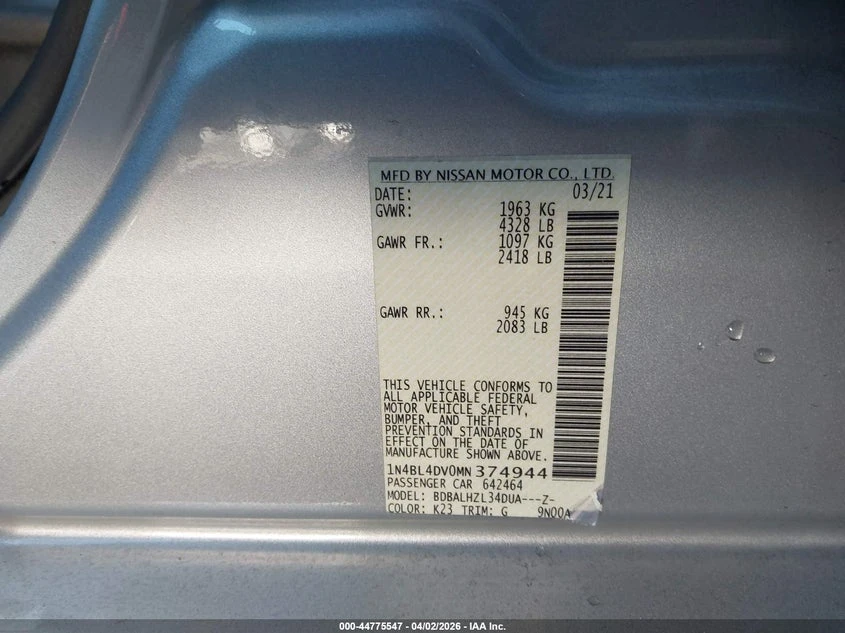 MFD BY NISSAN MOTOR CO., LTD.
DATE: 03/21
GVWR: 1963 KG
4328 LB
GAWR FR.: 1097 KG
2418 LB
GAWR RR.: 945 KG
2083 LB
THIS VEHICLE CONFORMS TO
ALL APPLICABLE FEDERAL
MOTOR VEHICLE SAFETY,
BUMPER, AND THEFT
PREVENTION STANDARDS IN
EFFECT ON THE DATE OF
MANUFACTURE SHOWN ABOVE.
1N4BL4DV0MN374944
PASSENGER CAR 642464
MODEL: BDBALHZL34DUA---Z-
COLOR: K23 TRIM: G 9N00A
000-44775547 - 04/02/2026 - IAA Inc.